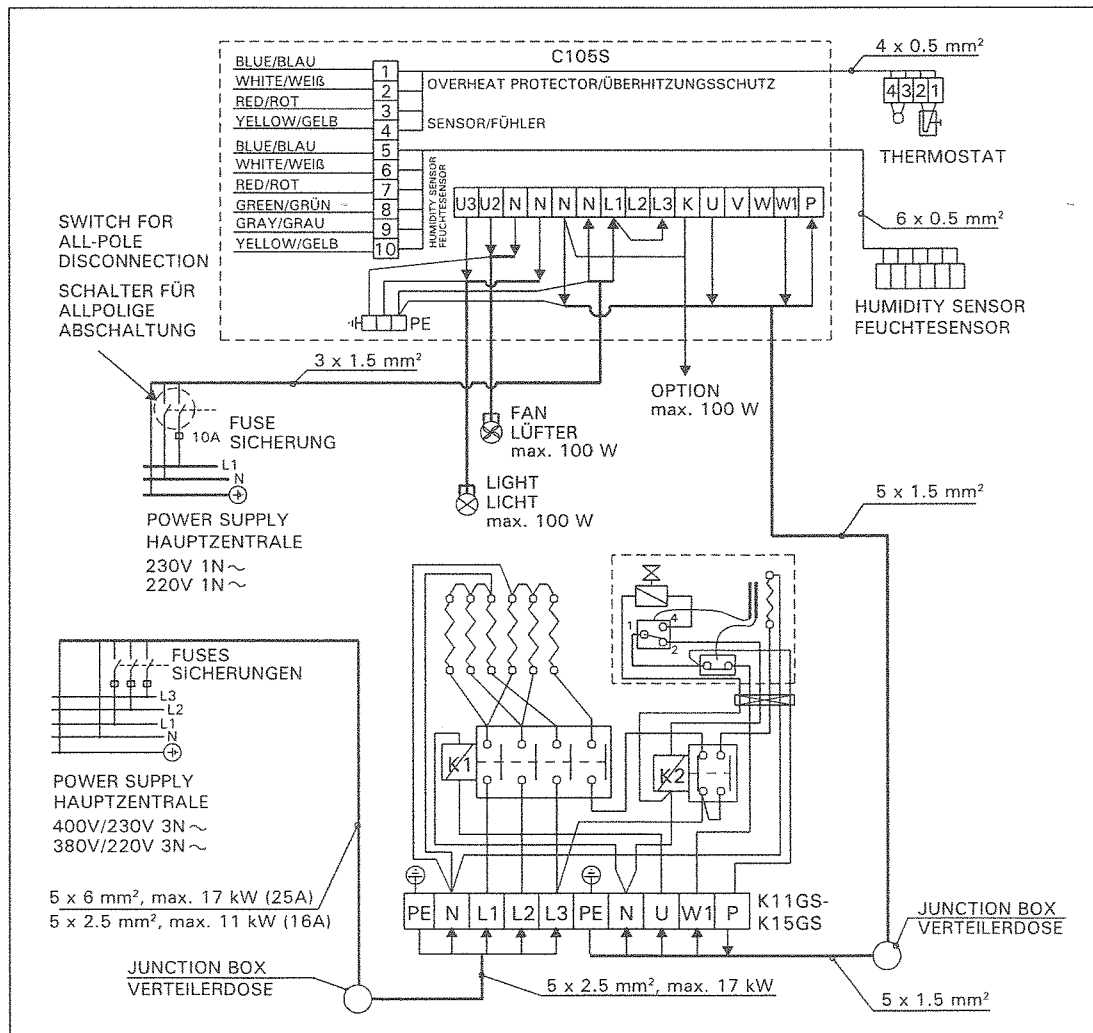 C105S
BLUE/BLAU 1
WHITE/WEIß 2
RED/ROT 3
YELLOW/GELB 4
BLUE/BLAU 5
WHITE/WEIß 6
RED/ROT 7
GREEN/GRÜN 8
GRAY/GRAU 9
YELLOW/GELB 10
OVERHEAT PROTECTOR/ÜBERHITZUNGSSCHUTZ
SENSOR/FÜHLER
HUMIDITY SENSOR
FEUCHTESENSOR
4 x 0.5 mm²
4 3 2 1
THERMOSTAT
U3 U2 N N N N L1 L2 L3 K U V W W1 P
6 x 0.5 mm²
HUMIDITY SENSOR
FEUCHTESENSOR
SWITCH FOR
ALL-POLE
DISCONNECTION
SCHALTER FÜR
ALLPOLIGE
ABSCHALTUNG
PE
3 x 1.5 mm²
OPTION
max. 100 W
FUSE
SICHERUNG
10A
L1
N
FAN
LÜFTER
max. 100 W
LIGHT
LICHT
max. 100 W
POWER SUPPLY
HAUPTZENTRALE
230V 1N～
220V 1N～
5 x 1.5 mm²
1
4
2
FUSES
SICHERUNGEN
L3
L2
L1
N
K1
K2
POWER SUPPLY
HAUPTZENTRALE
400V/230V 3N～
380V/220V 3N～
5 x 6 mm², max. 17 kW (25A)
5 x 2.5 mm², max. 11 kW (16A)
PE N L1 L2 L3 PE N U W1 P
K11GS-
K15GS
JUNCTION BOX
VERTEILERDOSE
JUNCTION BOX
VERTEILERDOSE
5 x 2.5 mm², max. 17 kW
5 x 1.5 mm²